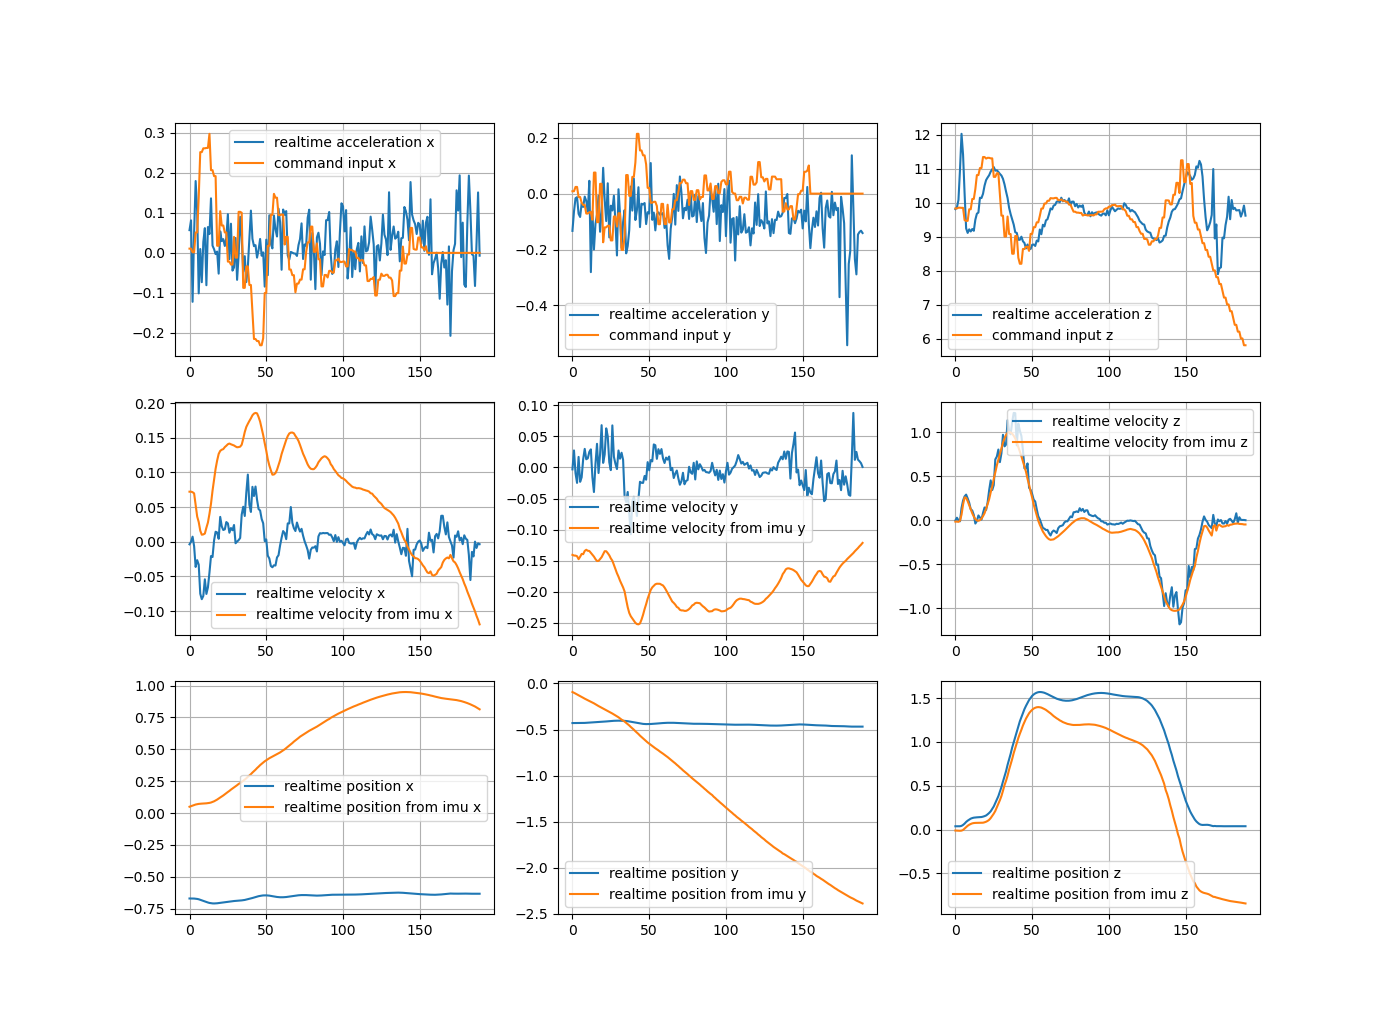 0.3
0.2
0.1
0.0
−0.1
−0.2
realtime acceleration x
command input x
0 50 100 150
0.2
0.0
−0.2
−0.4
realtime acceleration y
command input y
0 50 100 150
12
11
10
9
8
7
6
realtime acceleration z
command input z
0 50 100 150
0.20
0.15
0.10
0.05
0.00
−0.05
−0.10
realtime velocity x
realtime velocity from imu x
0 50 100 150
0.10
0.05
0.00
−0.05
−0.10
−0.15
−0.20
−0.25
realtime velocity y
realtime velocity from imu y
0 50 100 150
1.0
0.5
0.0
−0.5
−1.0
realtime velocity z
realtime velocity from imu z
0 50 100 150
1.00
0.75
0.50
0.25
0.00
−0.25
−0.50
−0.75
realtime position x
realtime position from imu x
0 50 100 150
0.0
−0.5
−1.0
−1.5
−2.0
−2.5
realtime position y
realtime position from imu y
0 50 100 150
1.5
1.0
0.5
0.0
−0.5
realtime position z
realtime position from imu z
0 50 100 150